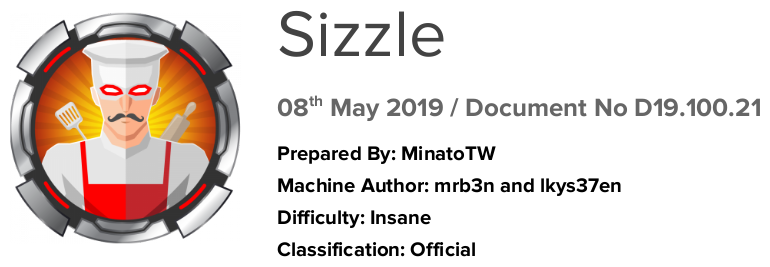 Sizzle
08th May 2019 / Document No D19.100.21
Prepared By: MinatoTW
Machine Author: mrb3n and lkys37en
Difficulty: Insane
Classification: Official